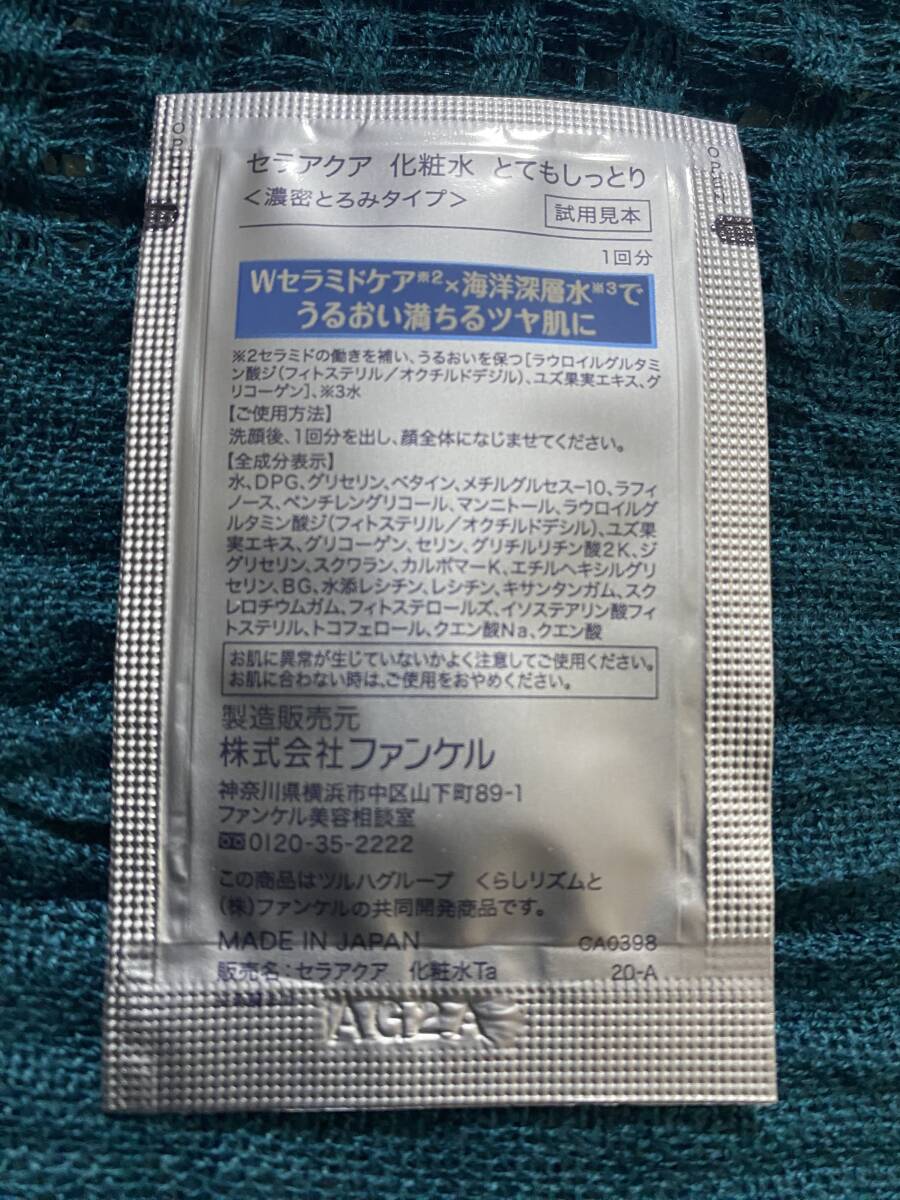 OPEN
OPEN
セラアクア 化粧水 とてもしっとり
＜濃密とろみタイプ＞
試用見本
1回分
Wセラミドケア※2×海洋深層水※3で
うるおい満ちるツヤ肌に
※2セラミドの働きを補い、うるおいを保つ[ラウロイルグルタミ
ン酸ジ(フィトステリル／オクチルドデシル)、ユズ果実エキス、グ
リコーゲン]、※3水
【ご使用方法】
洗顔後、1回分を出し、顔全体になじませてください。
【全成分表示】
水、DPG、グリセリン、ベタイン、メチルグルセス-10、ラフィ
ノース、ペンチレングリコール、マンニトール、ラウロイルグ
ルタミン酸ジ(フィトステリル／オクチルドデシル)、ユズ果
実エキス、グリコーゲン、セリン、グリチルリチン酸2K、ジ
グリセリン、スクワラン、カルボマーK、エチルヘキシルグリ
セリン、BG、水添レシチン、レシチン、キサンタンガム、スク
レロチウムガム、フィトステロールズ、イソステアリン酸フィ
トステリル、トコフェロール、クエン酸Na、クエン酸
お肌に異常が生じていないかよく注意してご使用ください。
お肌に合わない時は、ご使用をおやめください。
製造販売元
株式会社ファンケル
神奈川県横浜市中区山下町89-1
ファンケル美容相談室
0120-35-2222
この商品はツルハグループ くらしリズムと
(株)ファンケルの共同開発商品です。
MADE IN JAPAN CA0398
販売名：セラアクア 化粧水Ta 20-A
AG2A